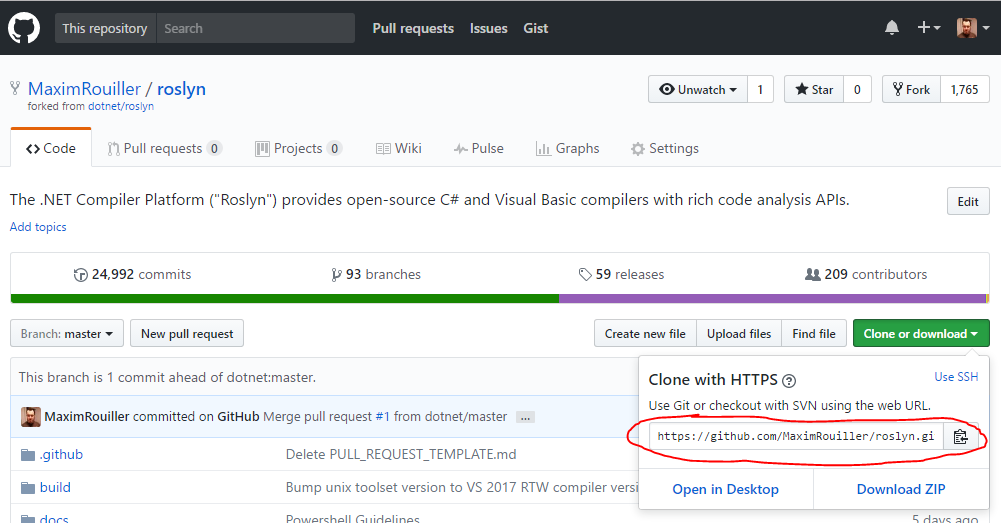 This repository Search Pull requests Issues Gist
MaximRouiller / roslyn Unwatch 1 Star 0 Fork 1,765
forked from dotnet/roslyn
Code Pull requests 0 Projects 0 Wiki Pulse Graphs Settings
The .NET Compiler Platform ("Roslyn") provides open-source C# and Visual Basic compilers with rich code analysis APIs. Edit
Add topics
24,992 commits 93 branches 59 releases 209 contributors
Branch: master New pull request Create new file Upload files Find file Clone or download
This branch is 1 commit ahead of dotnet:master.
Clone with HTTPS ? Use SSH
Use Git or checkout with SVN using the web URL.
https://github.com/MaximRouiller/roslyn.gi
Open in Desktop Download ZIP
MaximRouiller committed on GitHub Merge pull request #1 from dotnet/master ...
.github Delete PULL_REQUEST_TEMPLATE.md
build Bump unix toolset version to VS 2017 RTW compiler versi
docs Powershell Guidelines 5 days ago